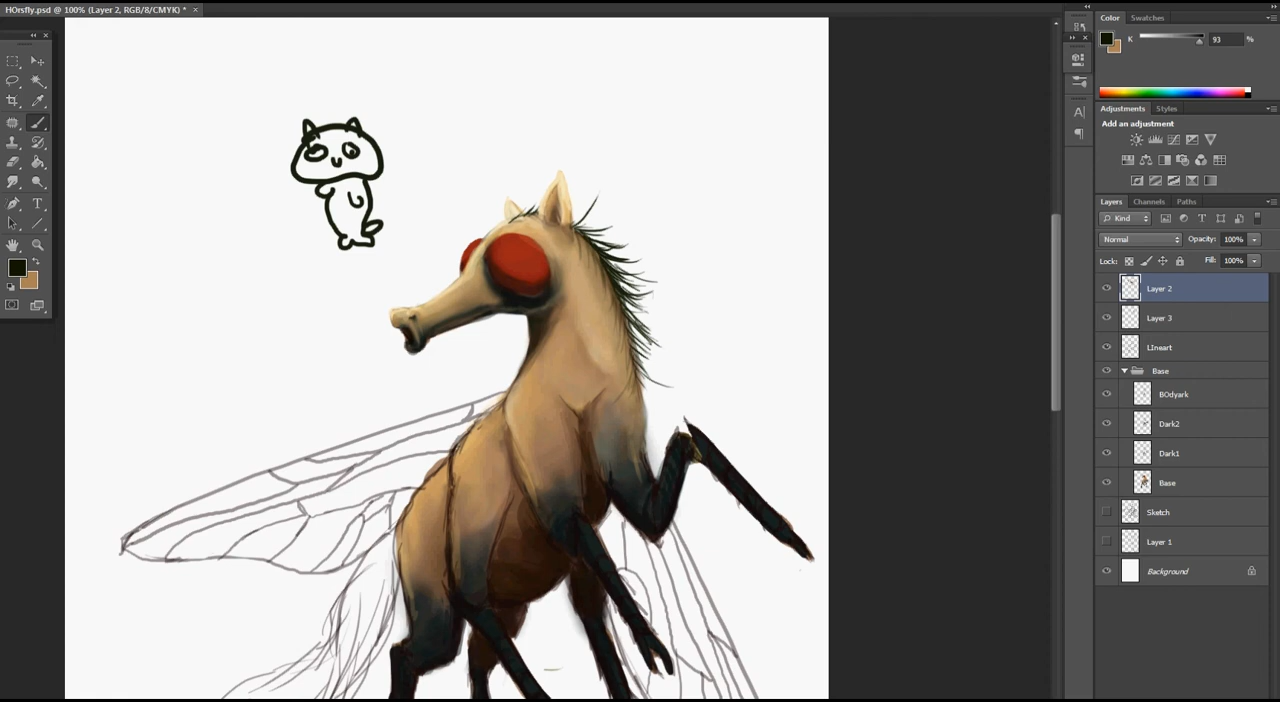 HOrsfly.psd @ 100% (Layer 2, RGB/8/CMYK) * ×
Color Swatches
K 93 %
Adjustments Styles
Add an adjustment
Layers Channels Paths
Kind
Normal Opacity: 100%
Lock: Fill: 100%
Layer 2
Layer 3
LIneart
Base
BOdyark
Dark2
Dark1
Base
Sketch
Layer 1
Background